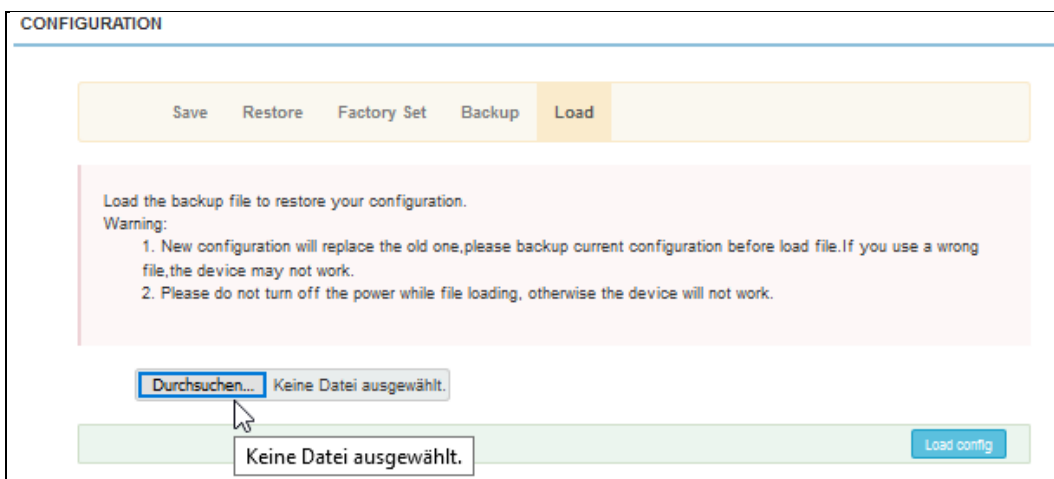 CONFIGURATION
Save Restore Factory Set Backup Load
Load the backup file to restore your configuration.
Warning:
1. New configuration will replace the old one,please backup current configuration before load file.If you use a wrong
file,the device may not work.
2. Please do not turn off the power while file loading, otherwise the device will not work.
Durchsuchen... Keine Datei ausgewählt.
Load config
Keine Datei ausgewählt.